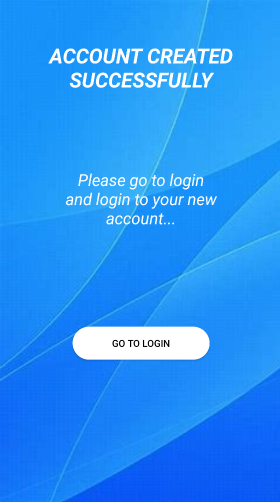 ACCOUNT CREATED
SUCCESSFULLY
Please go to login
and login to your new
account...
GO TO LOGIN